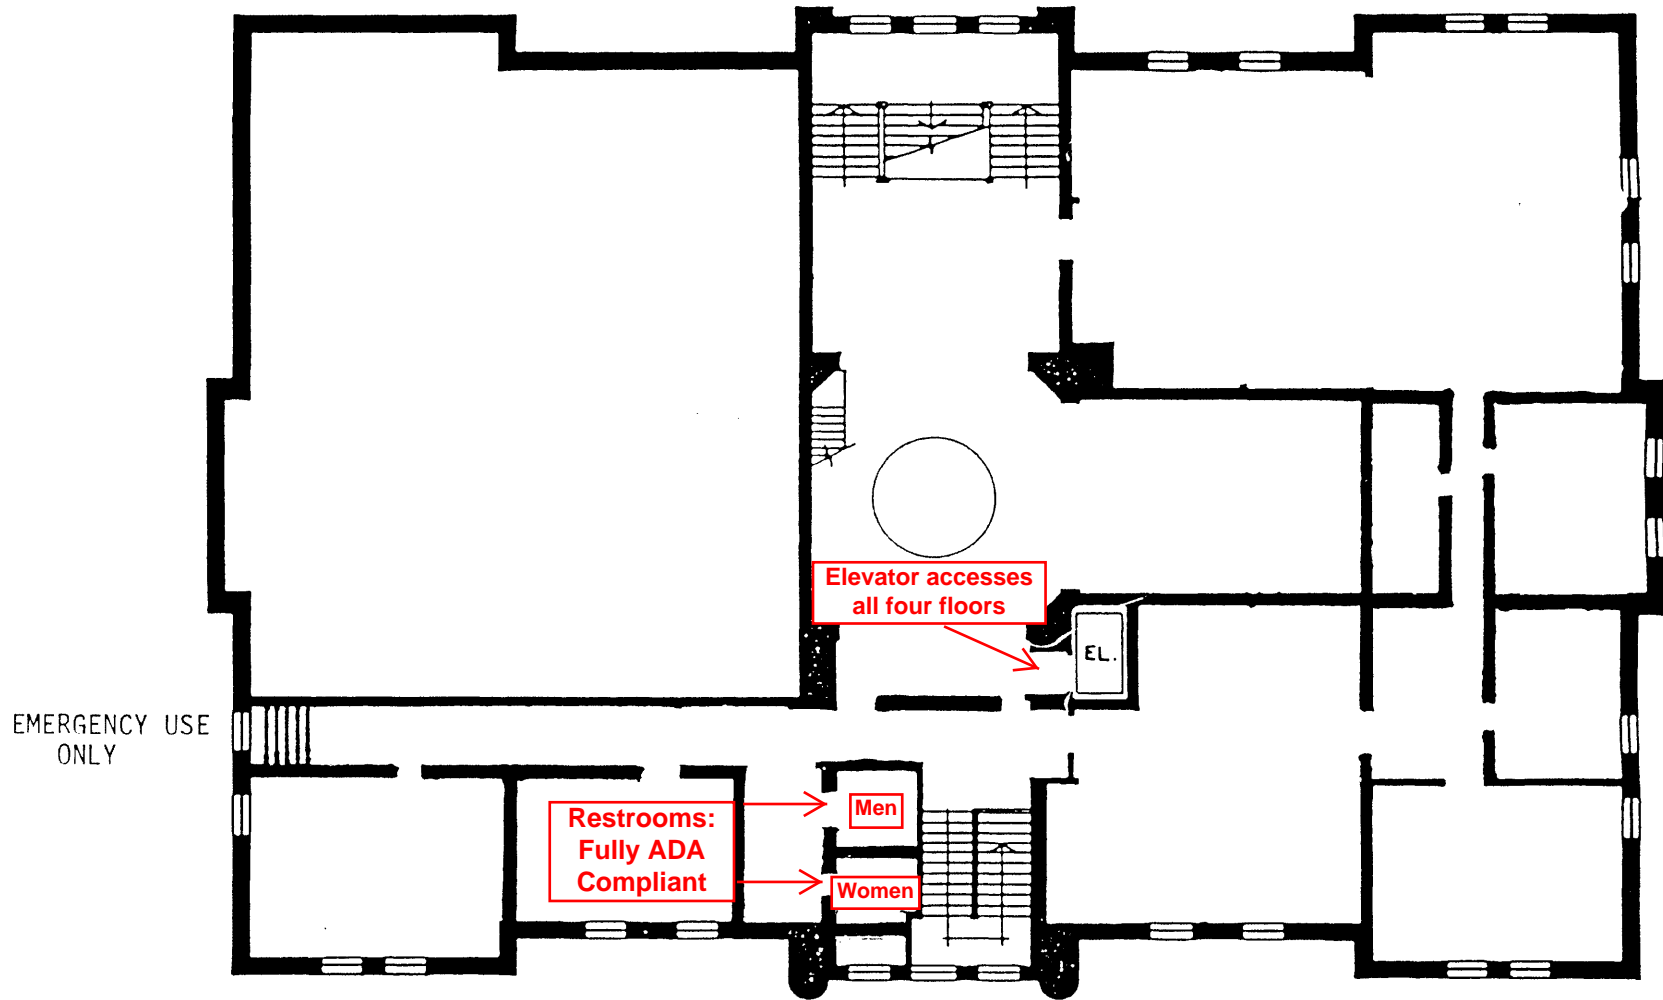 Elevator accesses
all four floors
EL.
EMERGENCY USE
ONLY
Restrooms:
Fully ADA
Compliant
Men
Women